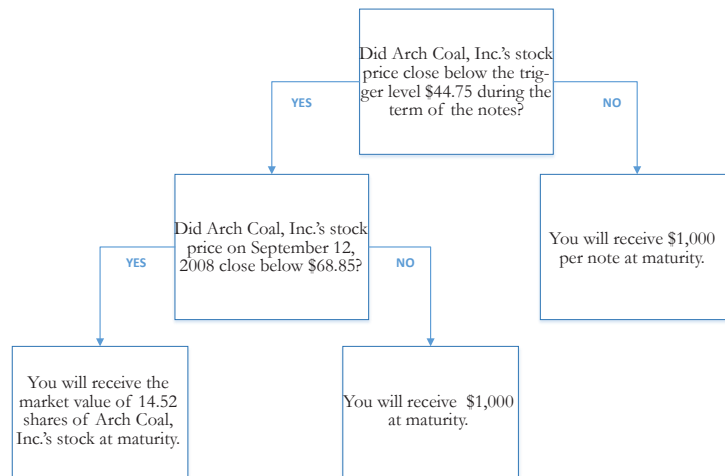 Did Arch Coal, Inc.'s stock
price close below the trig-
ger level $44.75 during the
term of the notes?
YES
NO
Did Arch Coal, Inc.'s stock
price on September 12,
2008 close below $68.85?
You will receive $1,000
per note at maturity.
YES
NO
You will receive the
market value of 14.52
shares of Arch Coal,
Inc.'s stock at maturity.
You will receive $1,000
at maturity.